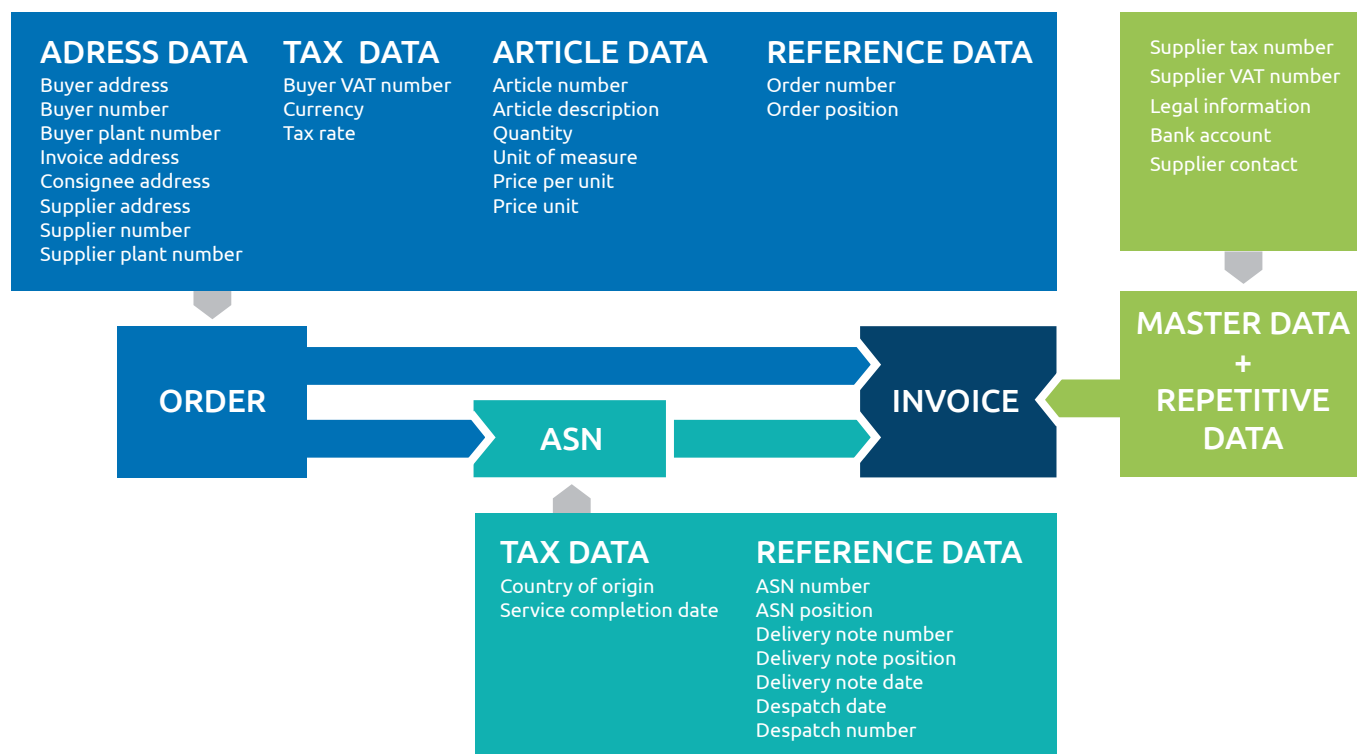 ADRESS DATA
Buyer address
Buyer number
Buyer plant number
Invoice address
Consignee address
Supplier address
Supplier number
Supplier plant number
TAX DATA
Buyer VAT number
Currency
Tax rate
ARTICLE DATA
Article number
Article description
Quantity
Unit of measure
Price per unit
Price unit
REFERENCE DATA
Order number
Order position
Supplier tax number
Supplier VAT number
Legal information
Bank account
Supplier contact
ORDER
ASN
INVOICE
MASTER DATA
+
REPETITIVE
DATA
TAX DATA
Country of origin
Service completion date
REFERENCE DATA
ASN number
ASN position
Delivery note number
Delivery note position
Delivery note date
Despatch date
Despatch number